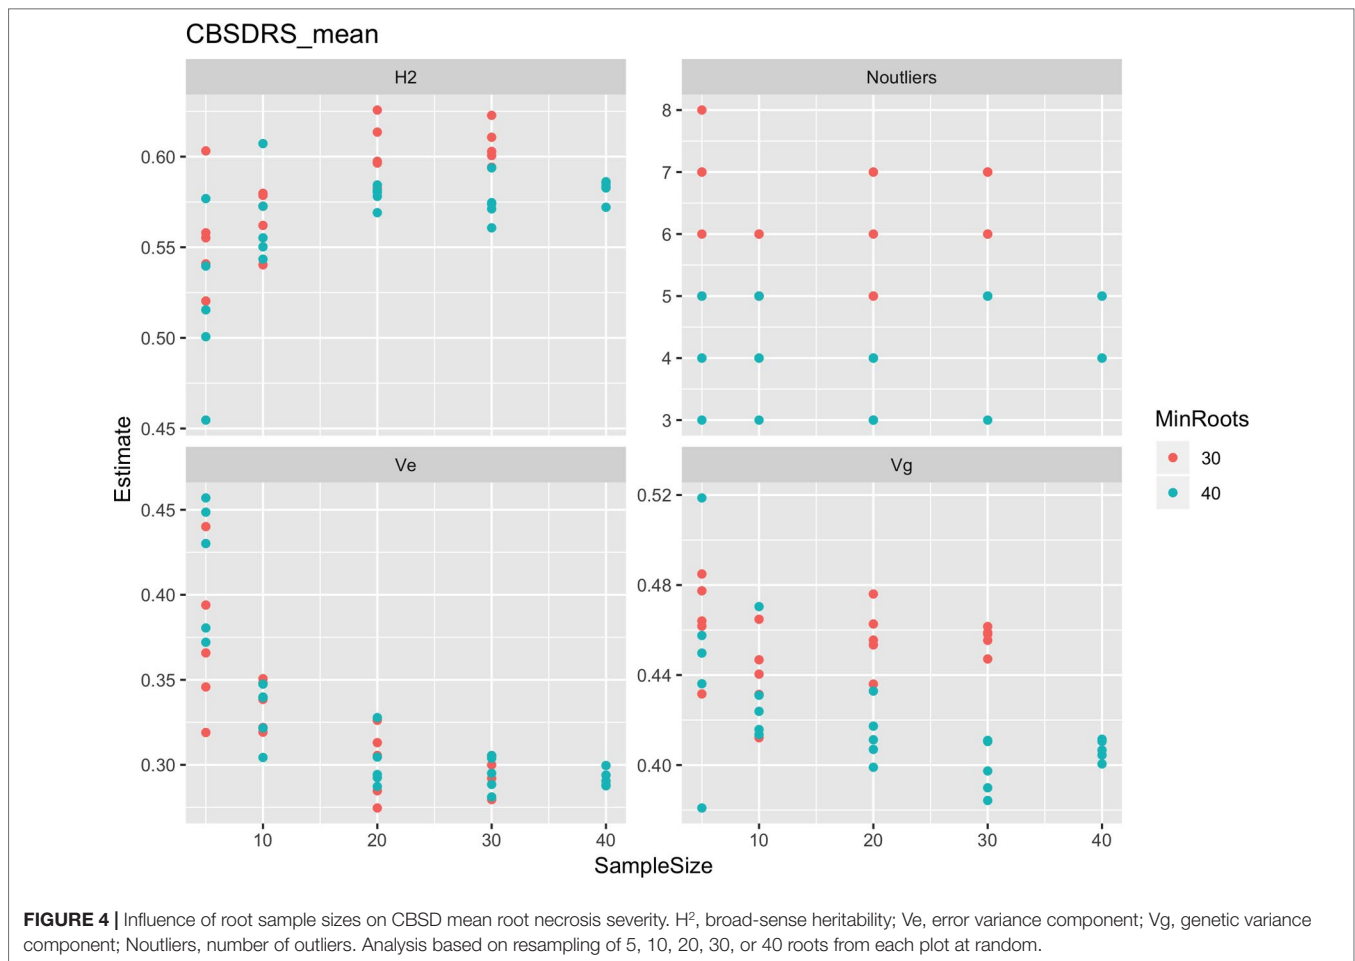 CBSDRS_mean
H2
0.60
0.55
0.50
0.45
Noutliers
8
7
6
5
4
3
Estimate
Ve
0.45
0.40
0.35
0.30
10 20 30 40
Vg
0.52
0.48
0.44
0.40
10 20 30 40
SampleSize
MinRoots
30
40
FIGURE 4 | Influence of root sample sizes on CBSD mean root necrosis severity. H², broad-sense heritability; Ve, error variance component; Vg, genetic variance
component; Noutliers, number of outliers. Analysis based on resampling of 5, 10, 20, 30, or 40 roots from each plot at random.